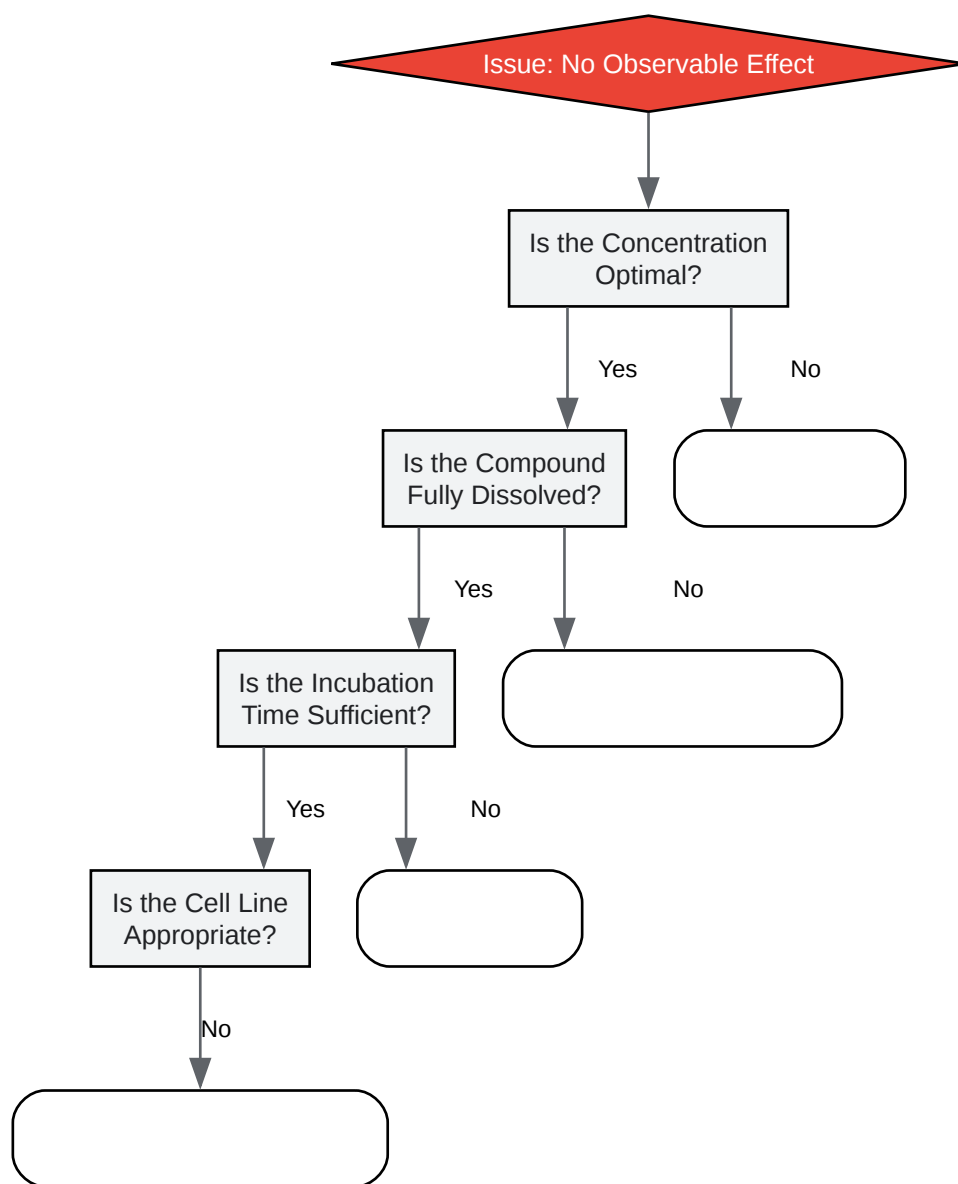 Issue: No Observable Effect
Is the Concentration
Optimal?
Yes
No
Is the Compound
Fully Dissolved?
Yes
No
Is the Incubation
Time Sufficient?
Yes
No
Is the Cell Line
Appropriate?
No